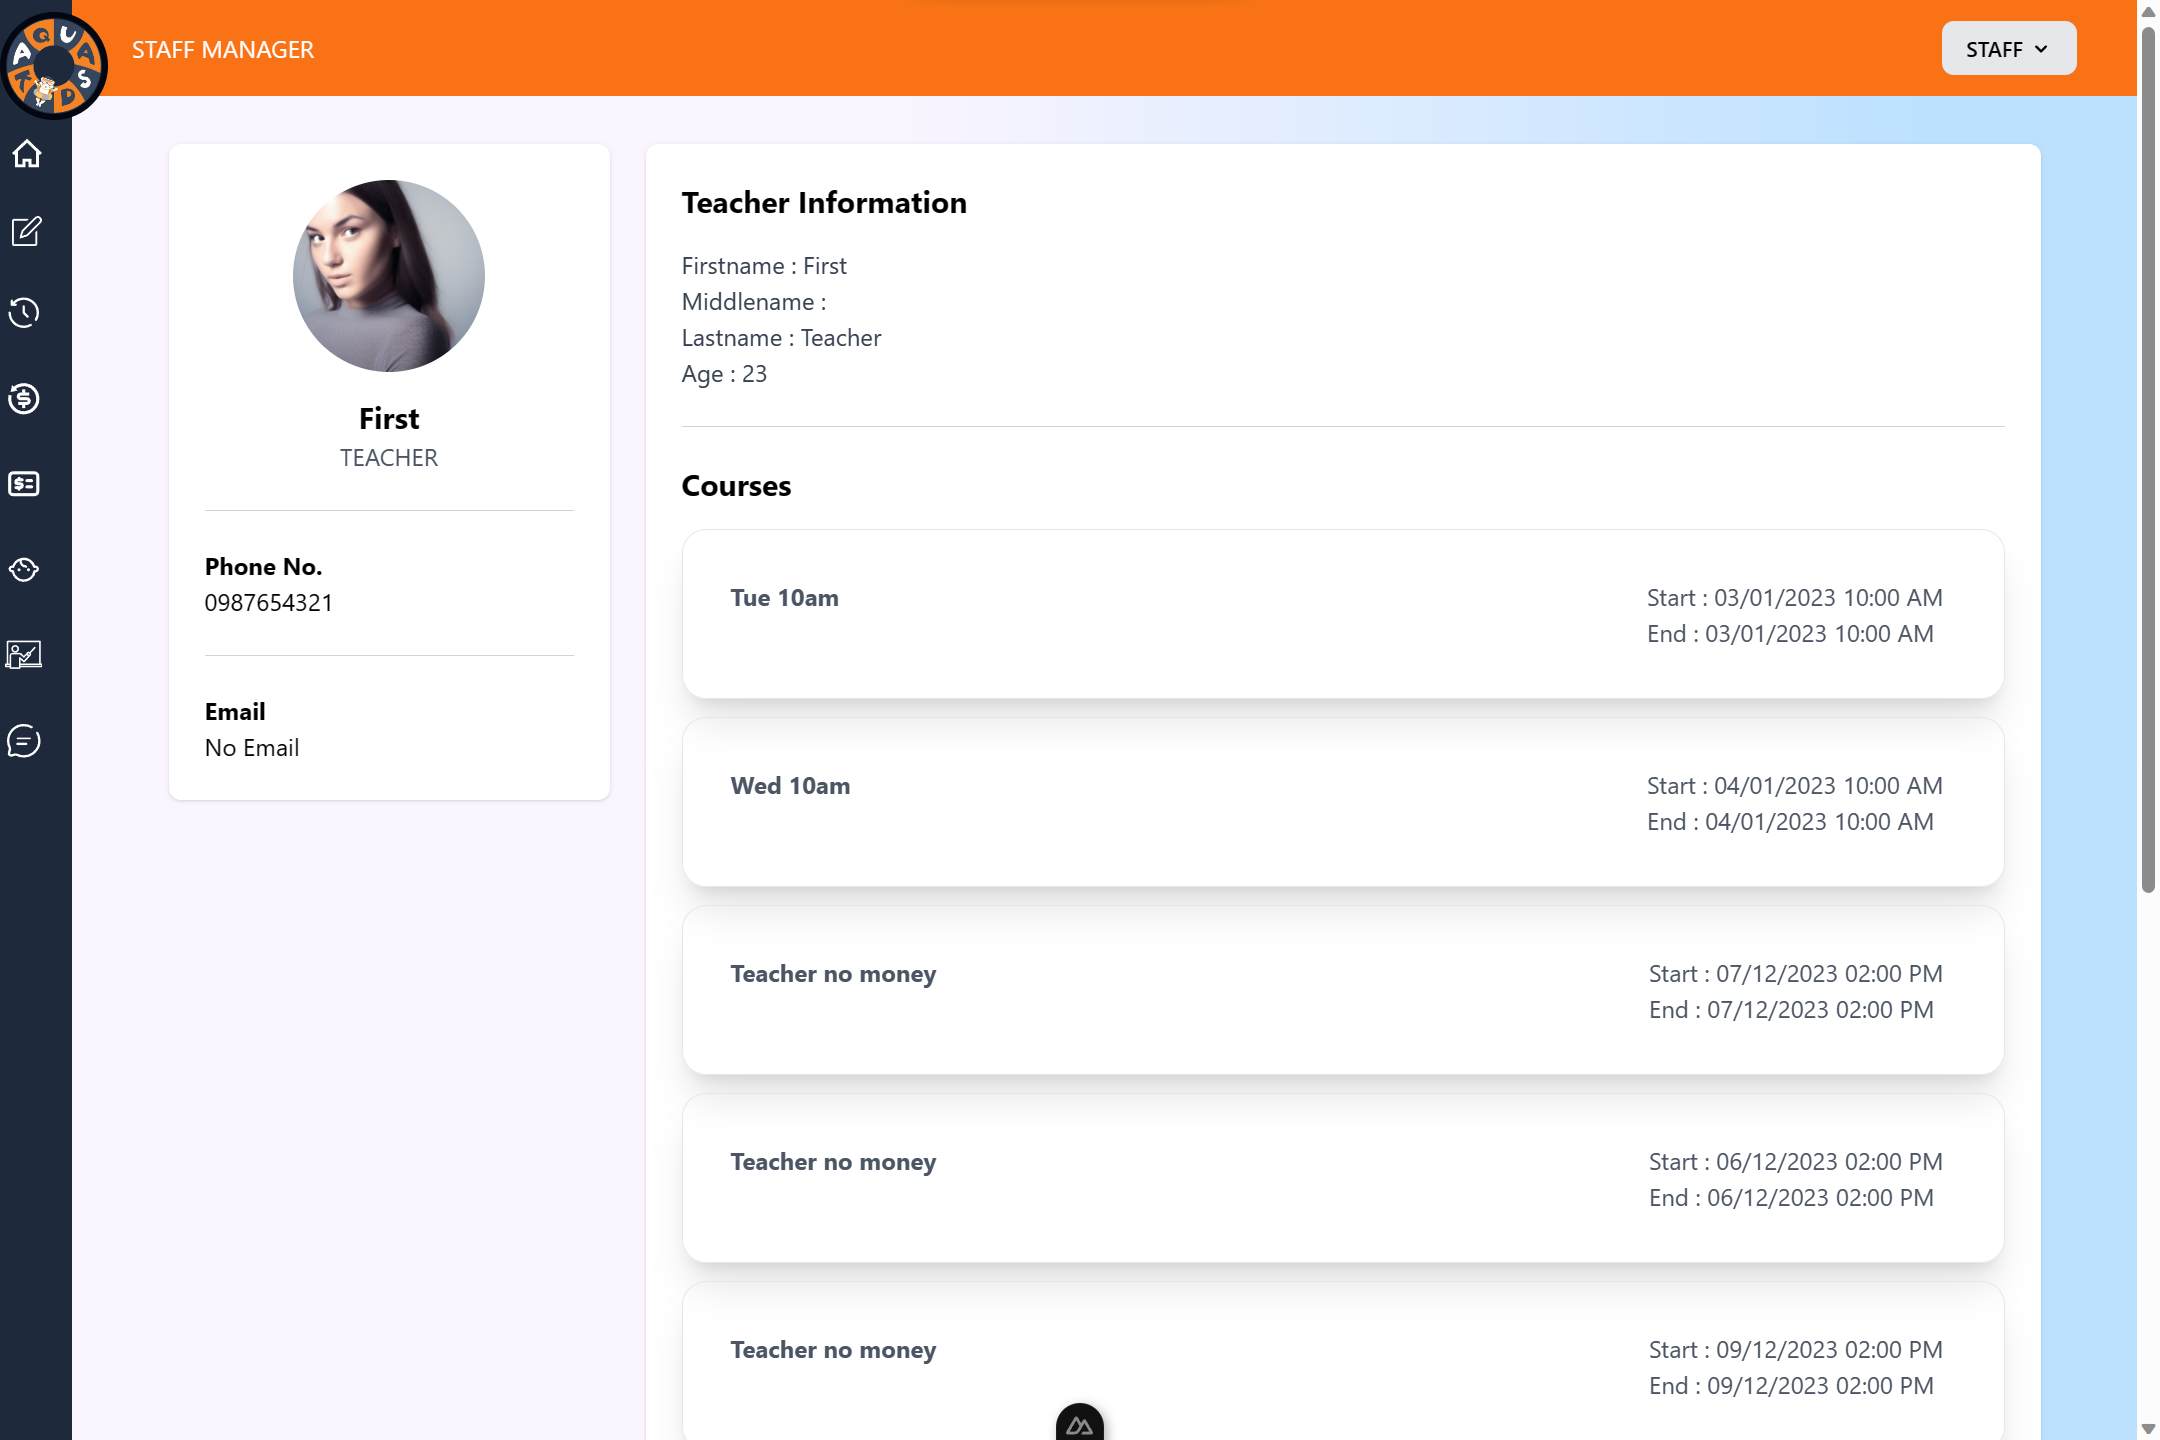 AQUA
KIDS
STAFF MANAGER
STAFF
First
TEACHER
Phone No.
0987654321
Email
No Email
Teacher Information
Firstname : First
Middlename :
Lastname : Teacher
Age : 23
Courses
Tue 10am
Start : 03/01/2023 10:00 AM
End : 03/01/2023 10:00 AM
Wed 10am
Start : 04/01/2023 10:00 AM
End : 04/01/2023 10:00 AM
Teacher no money
Start : 07/12/2023 02:00 PM
End : 07/12/2023 02:00 PM
Teacher no money
Start : 06/12/2023 02:00 PM
End : 06/12/2023 02:00 PM
Teacher no money
Start : 09/12/2023 02:00 PM
End : 09/12/2023 02:00 PM